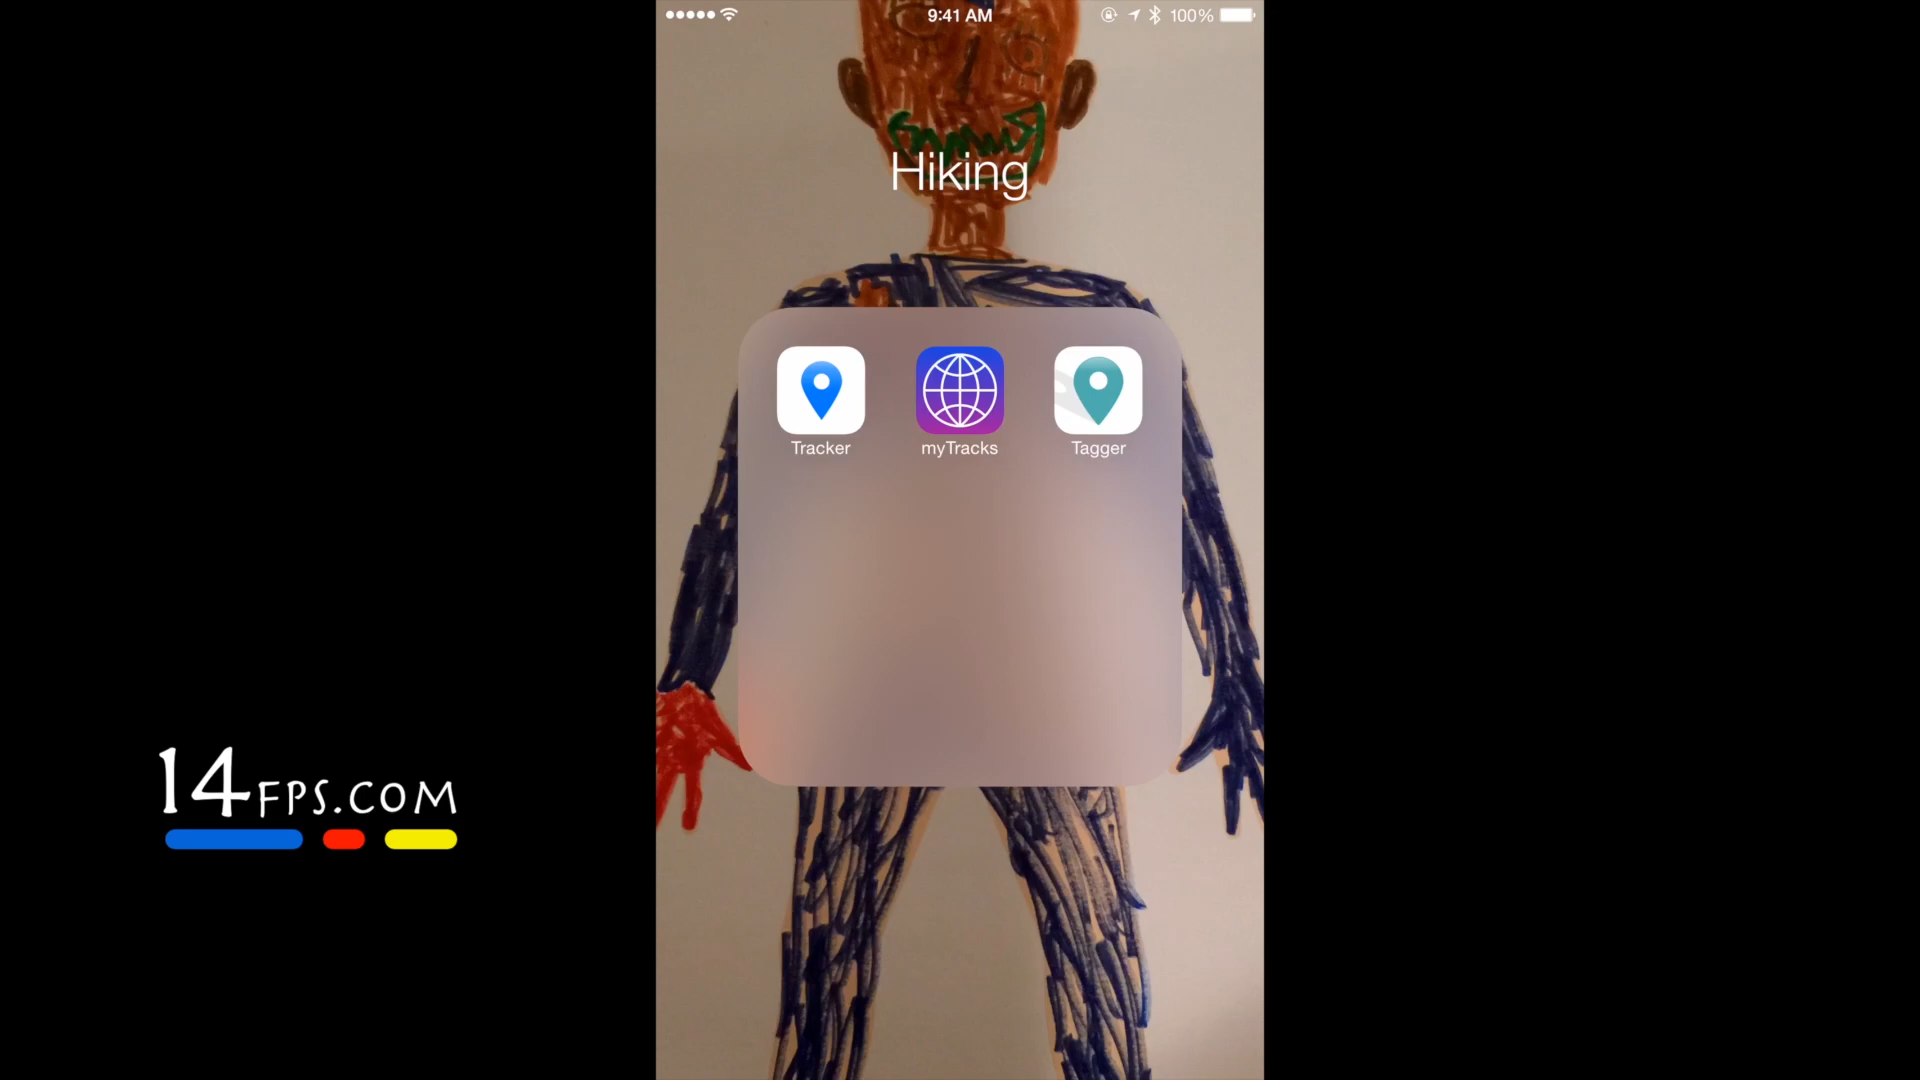 9:41 AM
100%
Hiking
Tracker
myTracks
Tagger
14FPS.COM